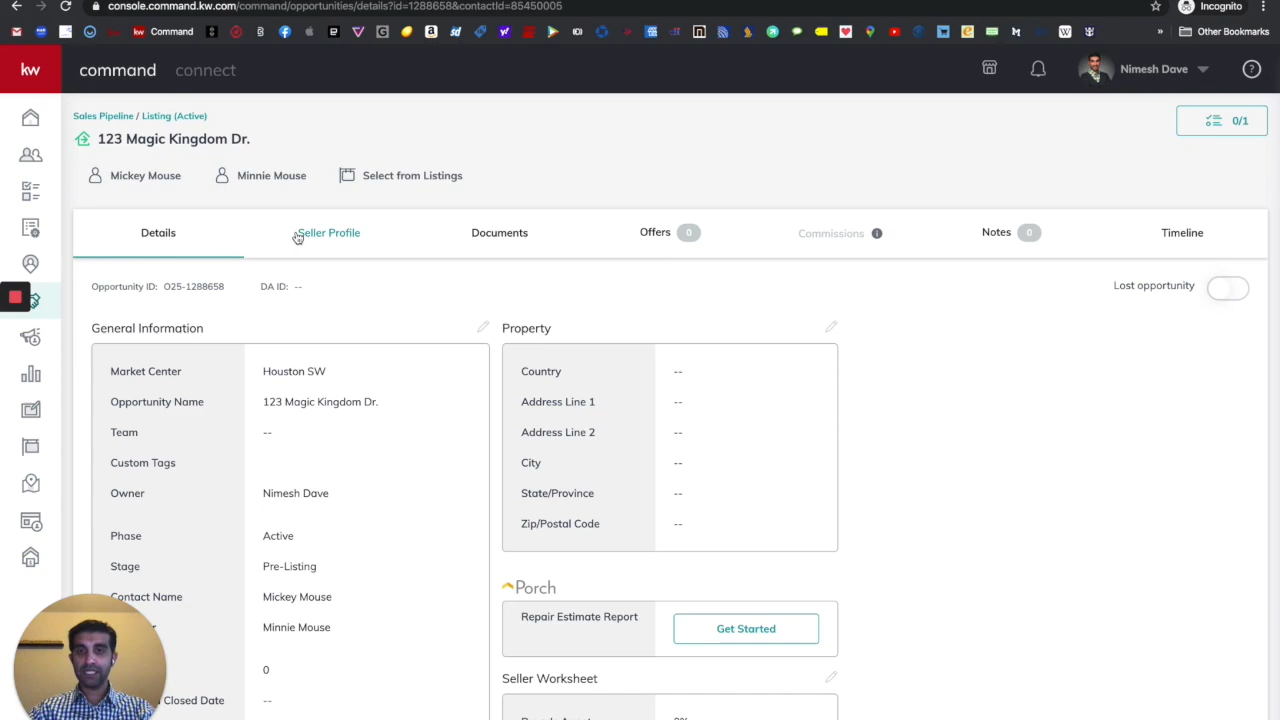 console.command.kw.com/command/opportunities/details?id=1288658&contactId=85450005
Incognito
Command
Other Bookmarks
kw
command connect
Nimesh Dave
Sales Pipeline / Listing (Active)
0/1
123 Magic Kingdom Dr.
Mickey Mouse
Minnie Mouse
Select from Listings
Details
Seller Profile
Documents
Offers 0
Commissions
Notes 0
Timeline
Opportunity ID: O25-1288658
DA ID: --
Lost opportunity
General Information
Market Center Houston SW
Opportunity Name 123 Magic Kingdom Dr.
Team --
Custom Tags
Owner Nimesh Dave
Phase Active
Stage Pre-Listing
Contact Name Mickey Mouse
Minnie Mouse
0
Closed Date --
Property
Country --
Address Line 1 --
Address Line 2 --
City --
State/Province --
Zip/Postal Code --
Porch
Repair Estimate Report
Get Started
Seller Worksheet